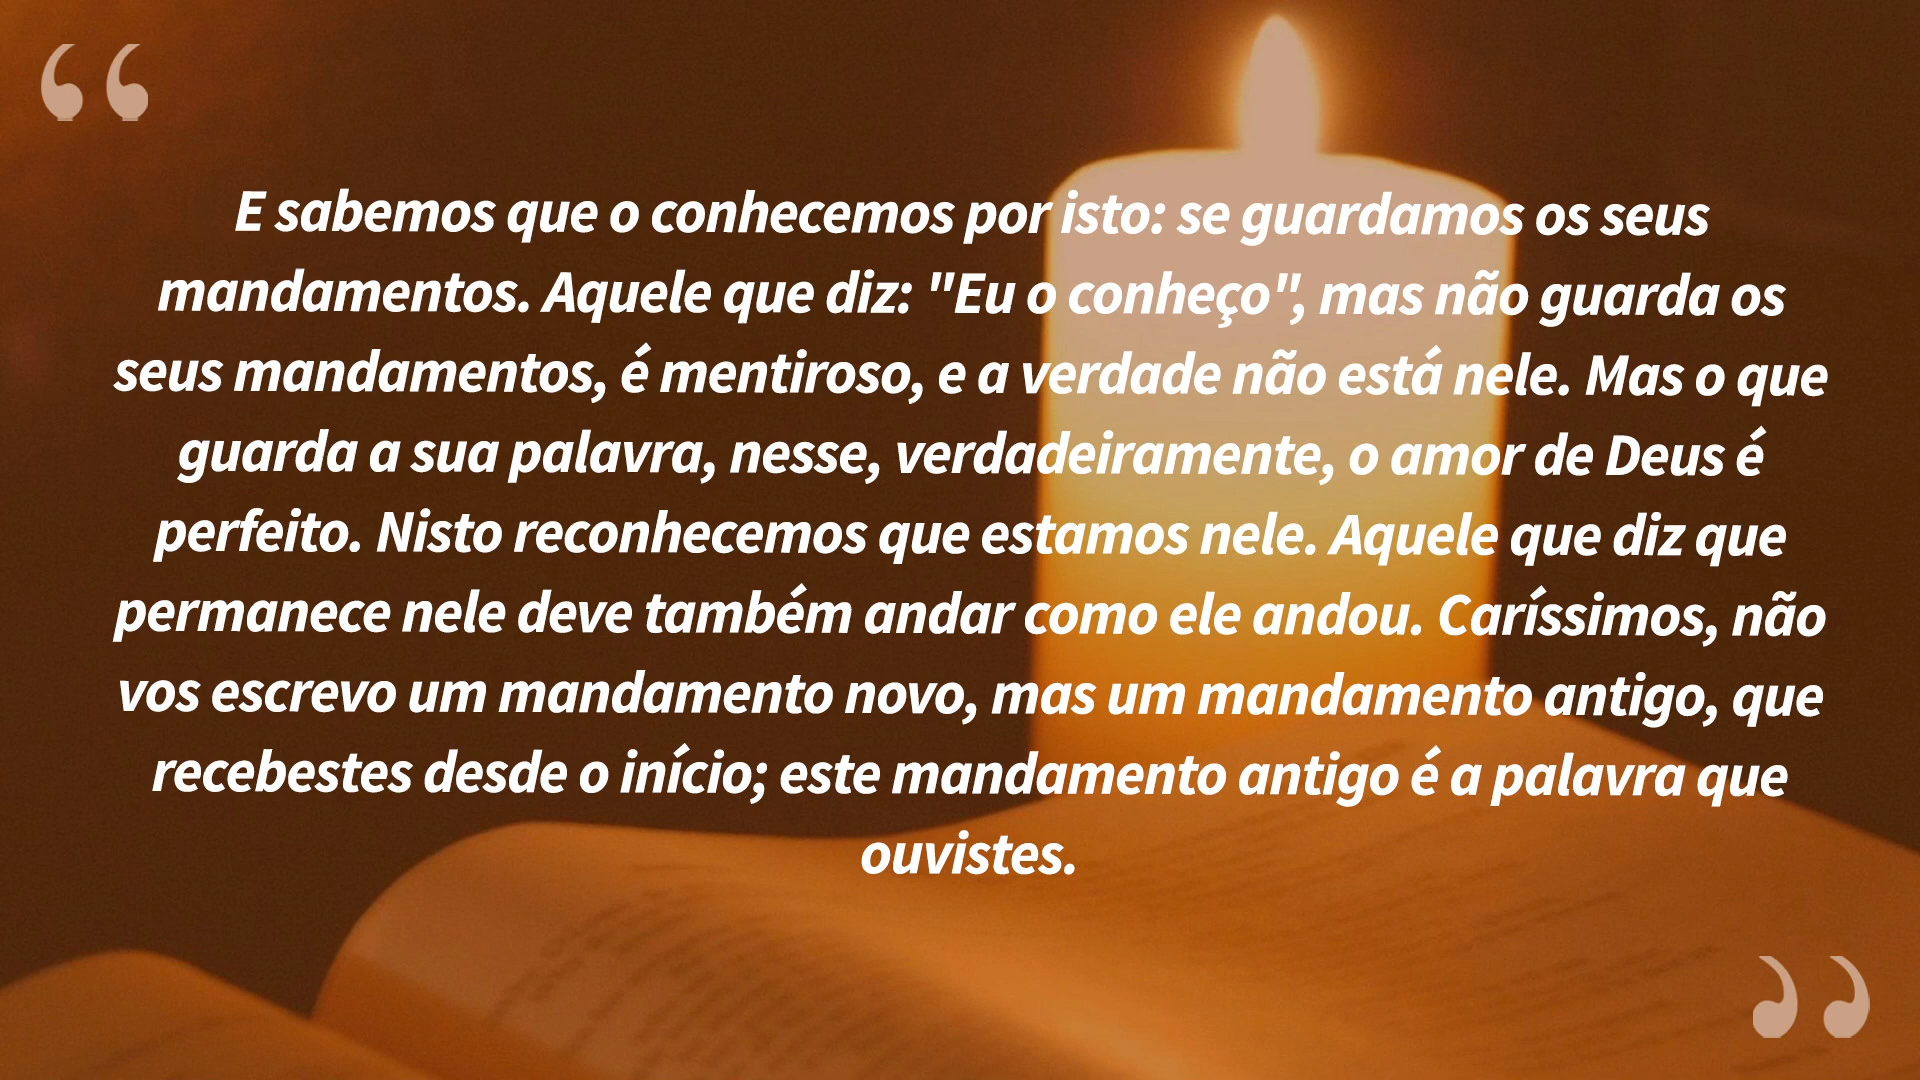 E sabemos que o conhecemos por isto: se guardamos os seus
mandamentos. Aquele que diz: "Eu o conheço", mas não guarda os
seus mandamentos, é mentiroso, e a verdade não está nele. Mas o que
guarda a sua palavra, nesse, verdadeiramente, o amor de Deus é
perfeito. Nisto reconhecemos que estamos nele. Aquele que diz que
permanece nele deve também andar como ele andou. Caríssimos, não
vos escrevo um mandamento novo, mas um mandamento antigo, que
recebestes desde o início; este mandamento antigo é a palavra que
ouvistes.